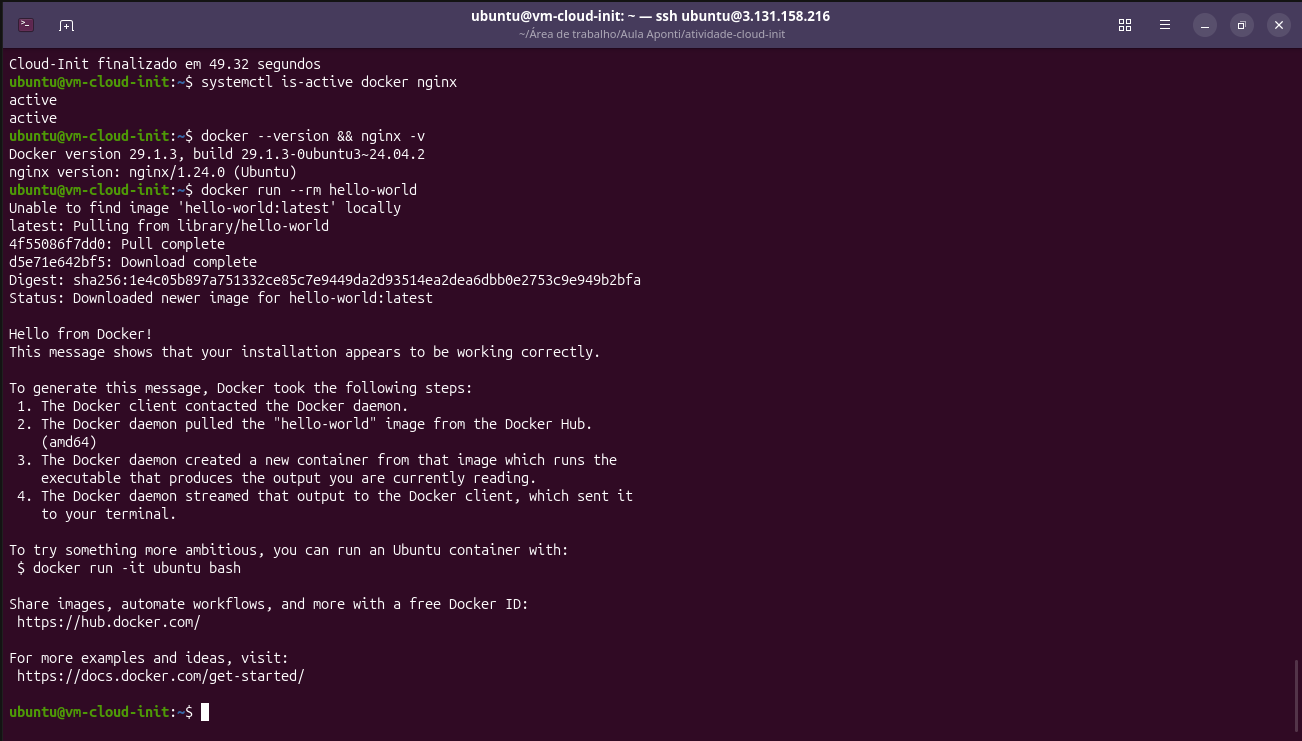 ubuntu@vm-cloud-init: ~ — ssh ubuntu@3.131.158.216
~/Área de trabalho/Aula Aponti/atividade-cloud-init
Cloud-Init finalizado em 49.32 segundos
ubuntu@vm-cloud-init:~$ systemctl is-active docker nginx
active
active
ubuntu@vm-cloud-init:~$ docker --version && nginx -v
Docker version 29.1.3, build 29.1.3-0ubuntu3~24.04.2
nginx version: nginx/1.24.0 (Ubuntu)
ubuntu@vm-cloud-init:~$ docker run --rm hello-world
Unable to find image 'hello-world:latest' locally
latest: Pulling from library/hello-world
4f55086f7dd0: Pull complete
d5e71e642bf5: Download complete
Digest: sha256:1e4c05b897a751332ce85c7e9449da2d93514ea2dea6dbb0e2753c9e949b2bfa
Status: Downloaded newer image for hello-world:latest

Hello from Docker!
This message shows that your installation appears to be working correctly.

To generate this message, Docker took the following steps:
 1. The Docker client contacted the Docker daemon.
 2. The Docker daemon pulled the "hello-world" image from the Docker Hub.
    (amd64)
 3. The Docker daemon created a new container from that image which runs the
    executable that produces the output you are currently reading.
 4. The Docker daemon streamed that output to the Docker client, which sent it
    to your terminal.

To try something more ambitious, you can run an Ubuntu container with:
 $ docker run -it ubuntu bash

Share images, automate workflows, and more with a free Docker ID:
 https://hub.docker.com/

For more examples and ideas, visit:
 https://docs.docker.com/get-started/

ubuntu@vm-cloud-init:~$